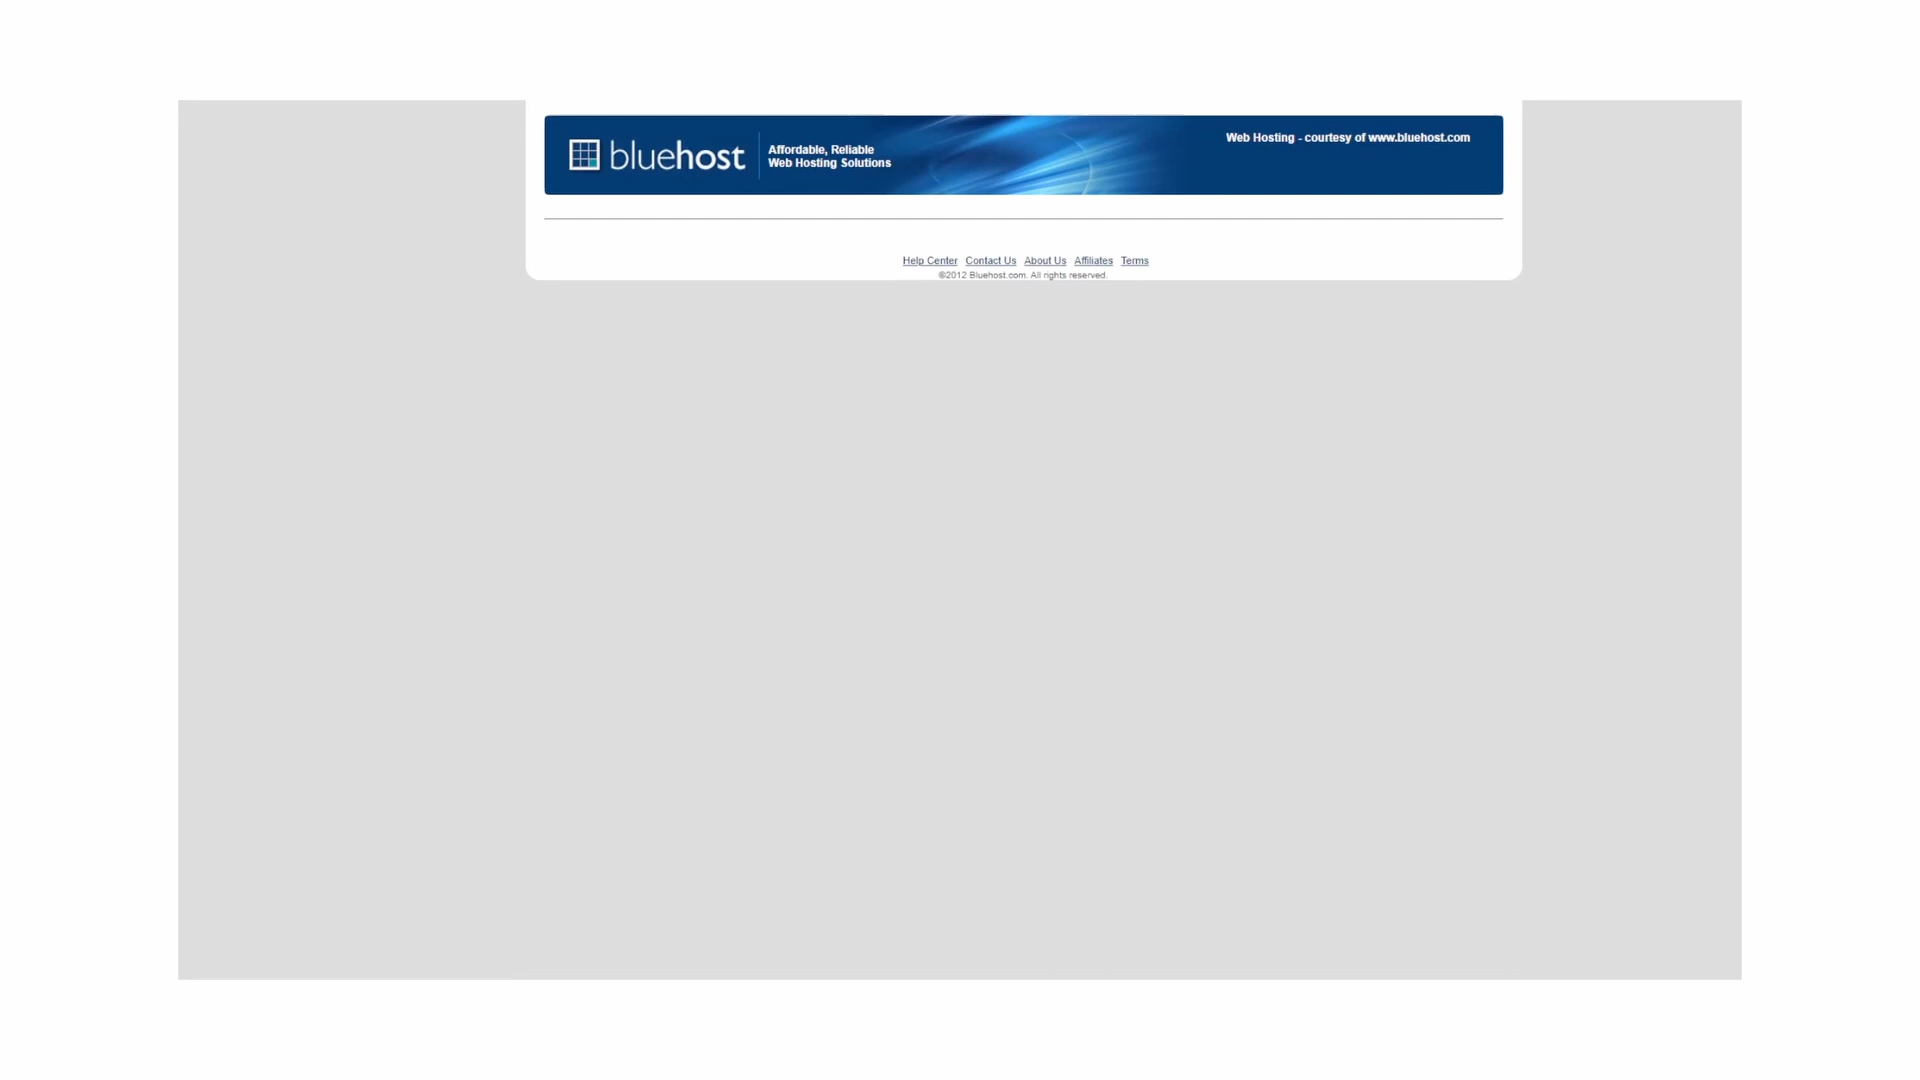 bluehost
Affordable, Reliable
Web Hosting Solutions
Web Hosting - courtesy of www.bluehost.com
Help Center Contact Us About Us Affiliates Terms
©2012 Bluehost.com. All rights reserved.